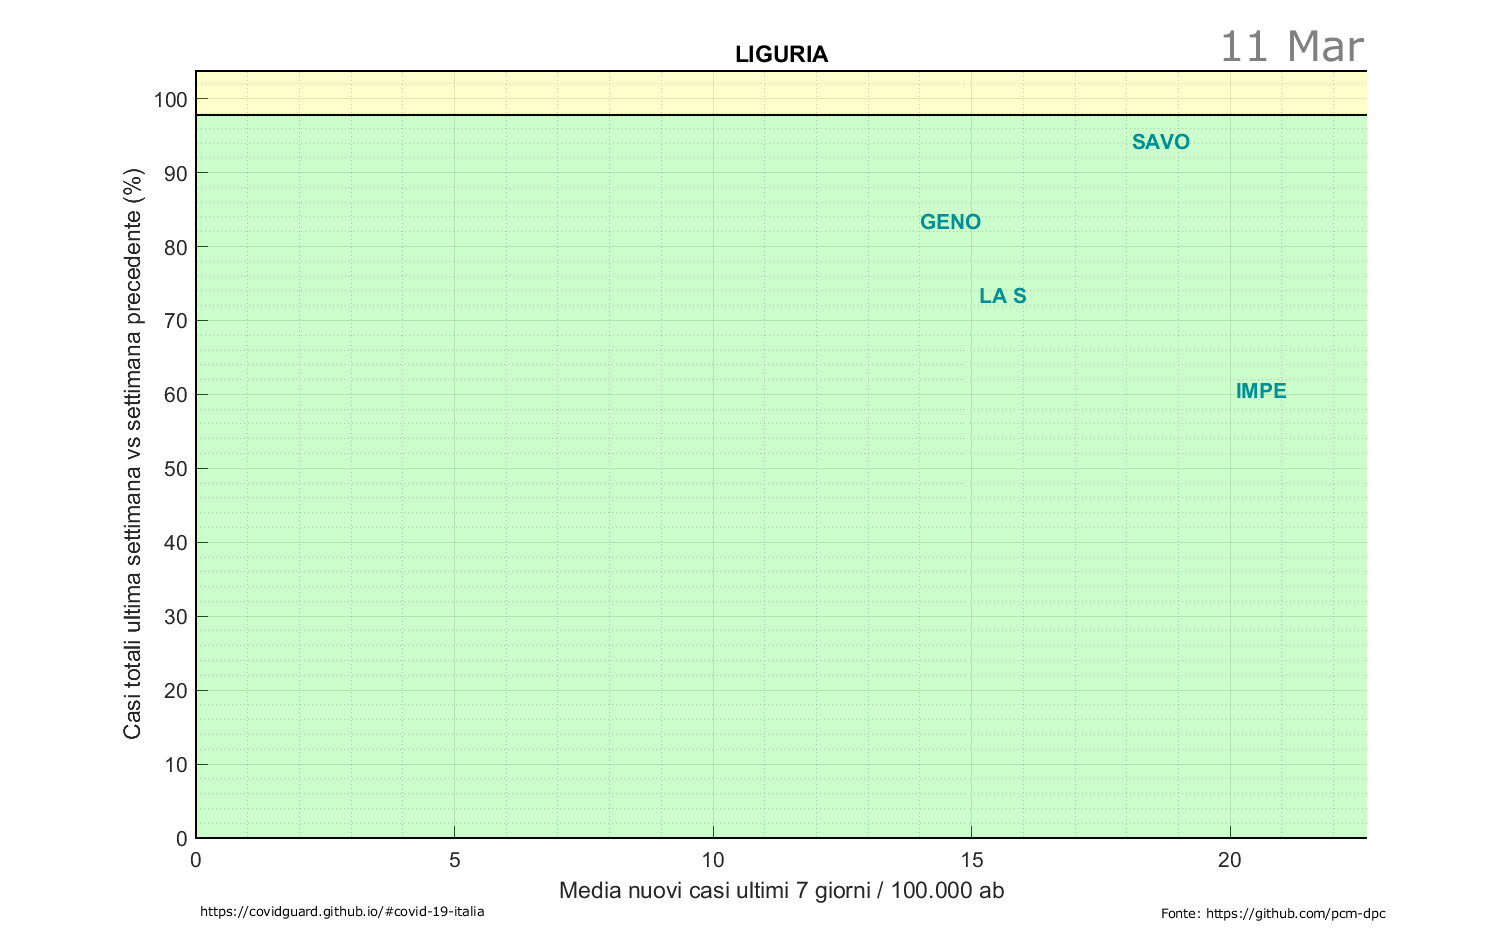 11 Mar
LIGURIA
Casi totali ultima settimana vs settimana precedente (%)
100
90
80
70
60
50
40
30
20
10
0
SAVO
GENO
LA S
IMPE
0 5 10 15 20
Media nuovi casi ultimi 7 giorni / 100.000 ab
https://covidguard.github.io/#covid-19-italia
Fonte: https://github.com/pcm-dpc